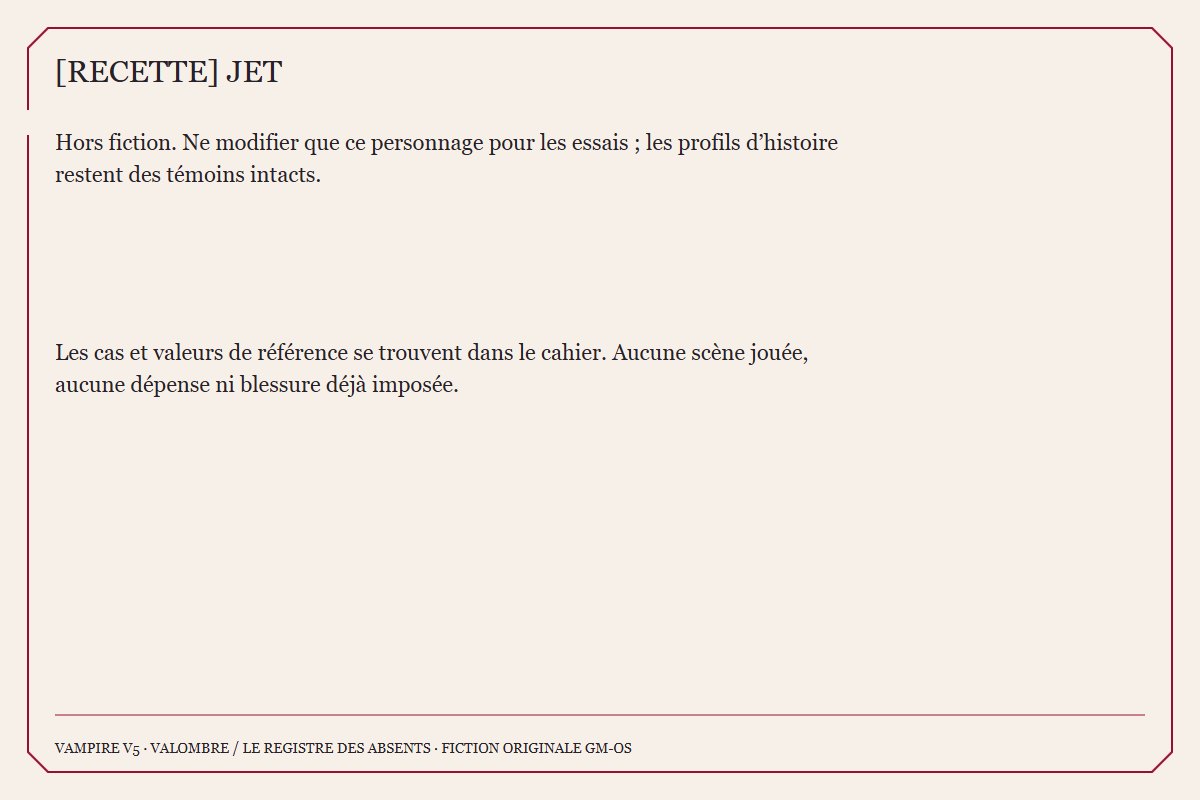 [RECETTE] JET
Hors fiction. Ne modifier que ce personnage pour les essais ; les profils d’histoire
restent des témoins intacts.
Les cas et valeurs de référence se trouvent dans le cahier. Aucune scène jouée,
aucune dépense ni blessure déjà imposée.
VAMPIRE V5 · VALOMBRE / LE REGISTRE DES ABSENTS · FICTION ORIGINALE GM-OS